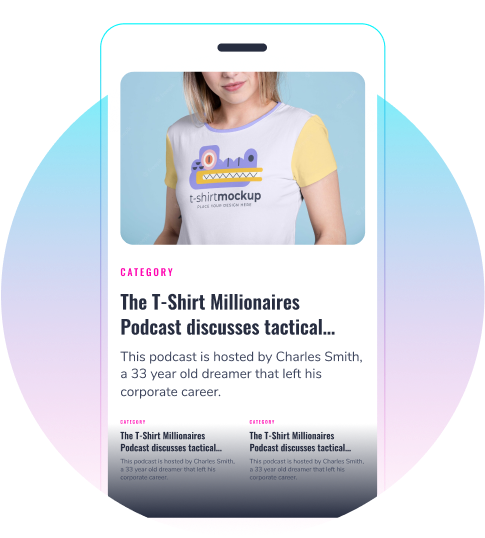 t-shirtmockup
PLACE YOUR DESIGN HERE
CATEGORY
The T-Shirt Millionaires
Podcast discusses tactical...
This podcast is hosted by Charles Smith,
a 33 year old dreamer that left his
corporate career.
CATEGORY
The T-Shirt Millionaires
Podcast discusses tactical...
This podcast is hosted by Charles Smith,
a 33 year old dreamer that left his
corporate career.
CATEGORY
The T-Shirt Millionaires
Podcast discusses tactical...
This podcast is hosted by Charles Smith,
a 33 year old dreamer that left his
corporate career.